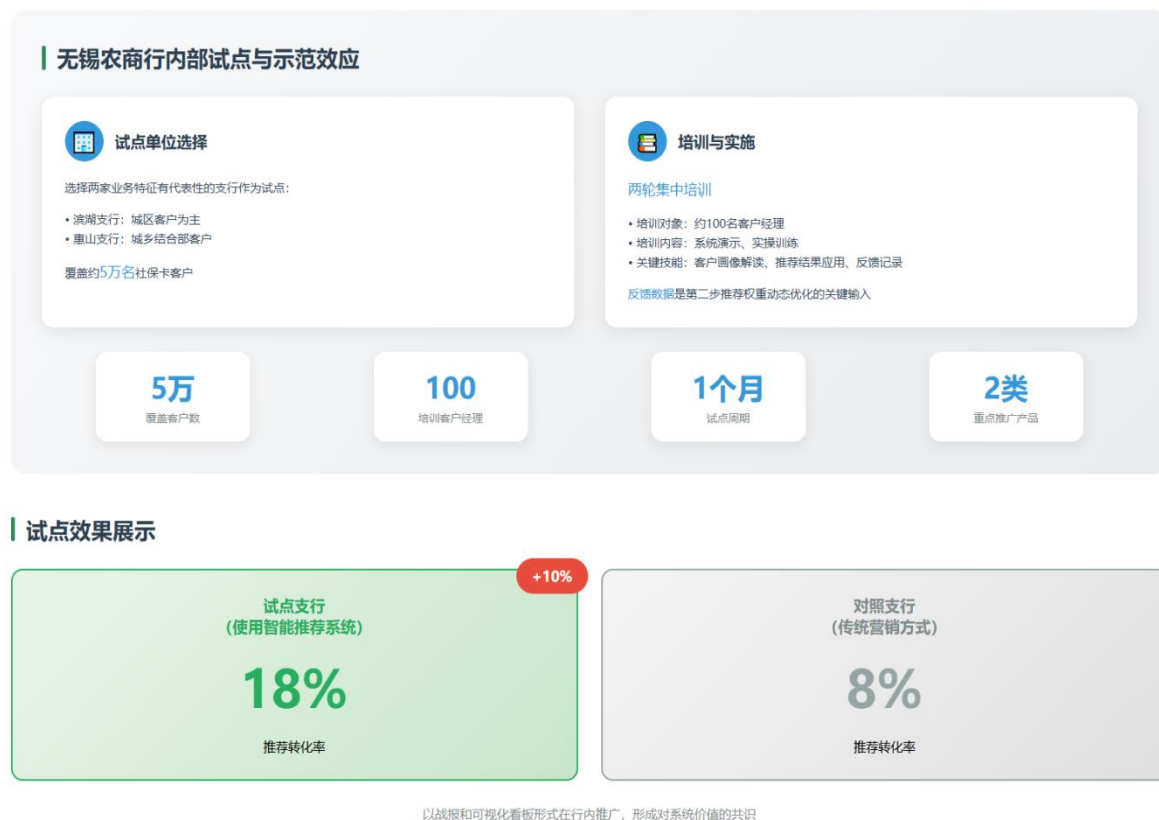 无锡农商行内部试点与示范效应
试点单位选择
选择两家业务特征有代表性的支行作为试点：
• 滨湖支行：城区客户为主
• 惠山支行：城乡结合部客户
覆盖约5万名社保卡客户
培训与实施
两轮集中培训
• 培训对象：约100名客户经理
• 培训内容：系统演示、实操训练
• 关键技能：客户画像解读、推荐结果应用、反馈记录
反馈数据是第二步推荐权重动态优化的关键输入
5万
覆盖客户数
100
培训客户经理
1个月
试点周期
2类
重点推广产品
试点效果展示
+10%
试点支行
（使用智能推荐系统）
18%
推荐转化率
对照支行
（传统营销方式）
8%
推荐转化率
以战报和可视化看板形式在行内推广，形成对系统价值的共识